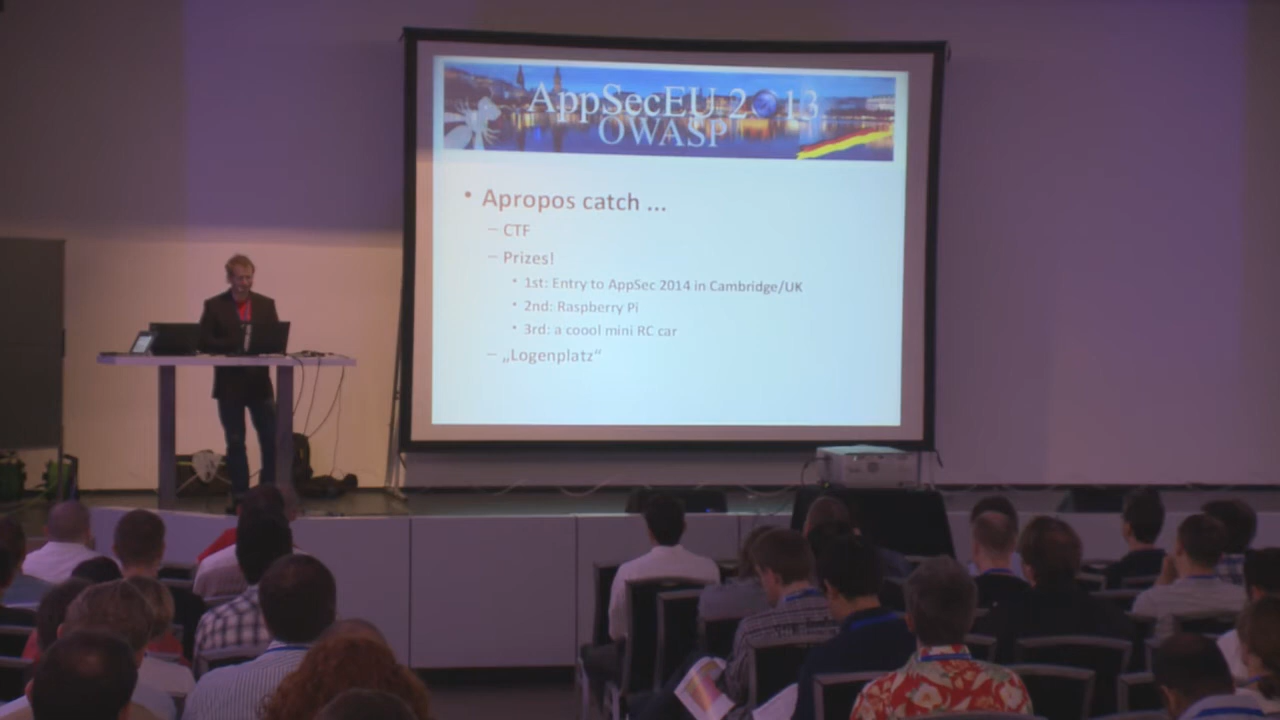 AppSecEU 2013
OWASP
• Apropos catch ...
– CTF
– Prizes!
• 1st: Entry to AppSec 2014 in Cambridge/UK
• 2nd: Raspberry Pi
• 3rd: a coool mini RC car
– „Logenplatz“